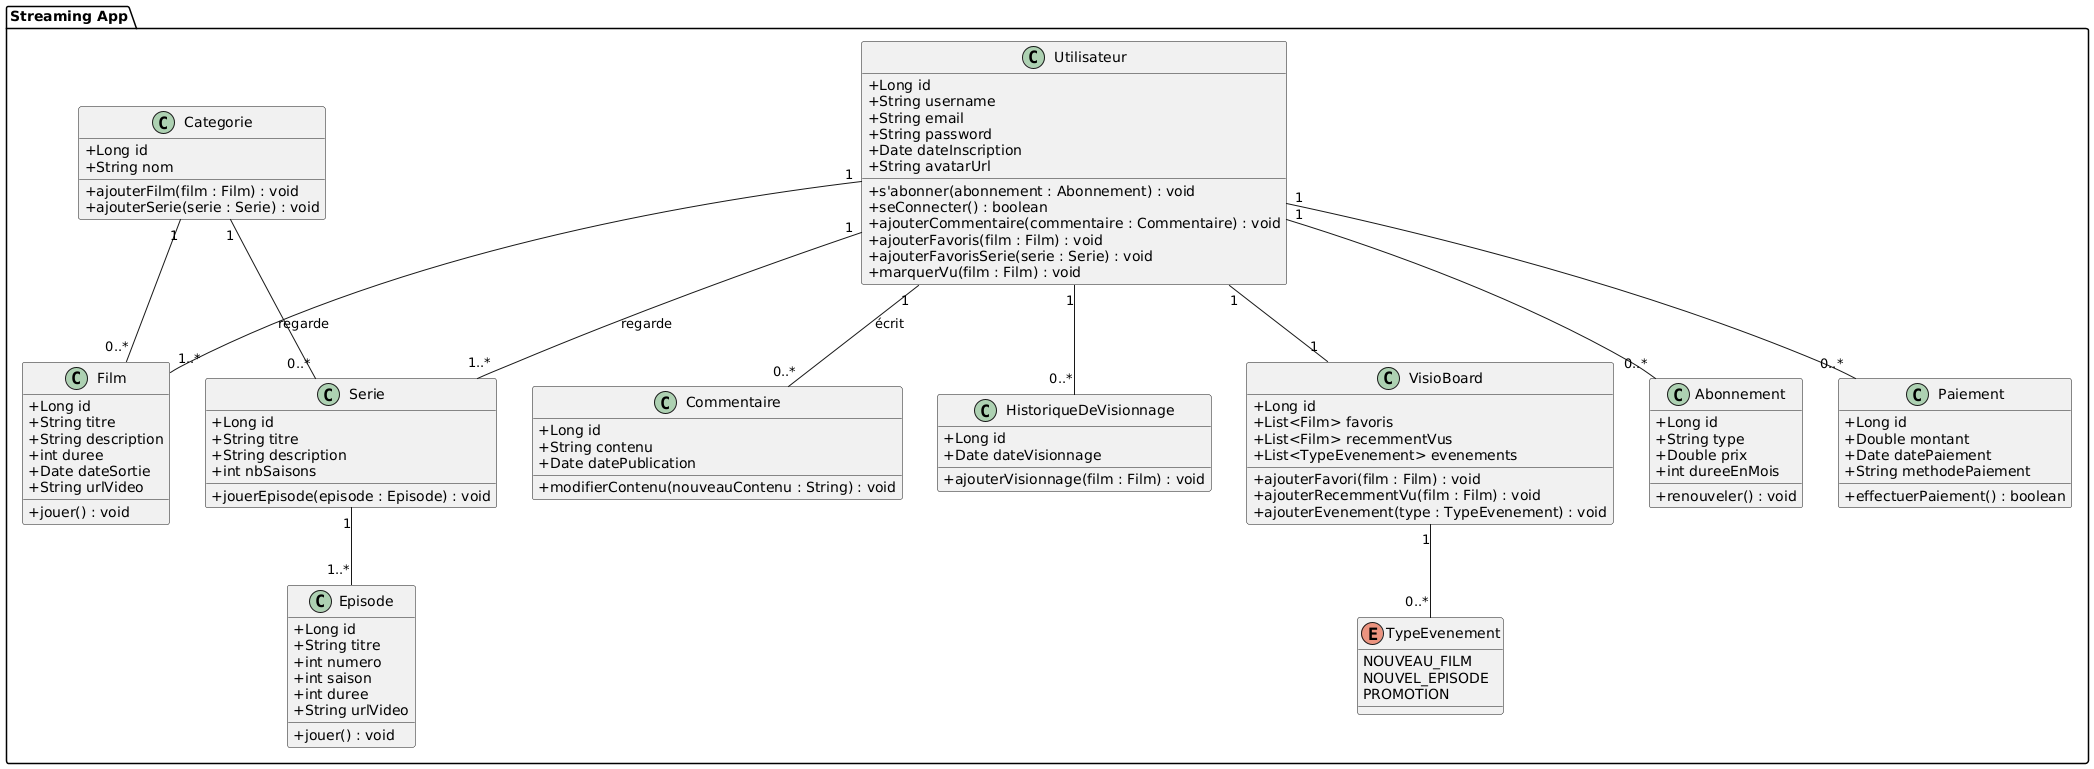 Streaming App
C Utilisateur
+Long id
+String username
+String email
+String password
+Date dateInscription
+String avatarUrl
+s'abonner(abonnement : Abonnement) : void
+seConnecter() : boolean
+ajouterCommentaire(commentaire : Commentaire) : void
+ajouterFavoris(film : Film) : void
+ajouterFavorisSerie(serie : Serie) : void
+marquerVu(film : Film) : void
C Categorie
+Long id
+String nom
+ajouterFilm(film : Film) : void
+ajouterSerie(serie : Serie) : void
1
1
1
1
1
1
1
1
1
regarde
regarde
écrit
0..*
1..*
0..*
1..*
0..*
0..*
1
0..*
0..*
C Film
+Long id
+String titre
+String description
+int duree
+Date dateSortie
+String urlVideo
+jouer() : void
C Serie
+Long id
+String titre
+String description
+int nbSaisons
+jouerEpisode(episode : Episode) : void
C Commentaire
+Long id
+String contenu
+Date datePublication
+modifierContenu(nouveauContenu : String) : void
C HistoriqueDeVisionnage
+Long id
+Date dateVisionnage
+ajouterVisionnage(film : Film) : void
C VisioBoard
+Long id
+List<Film> favoris
+List<Film> recemmentVus
+List<TypeEvenement> evenements
+ajouterFavori(film : Film) : void
+ajouterRecemmentVu(film : Film) : void
+ajouterEvenement(type : TypeEvenement) : void
C Abonnement
+Long id
+String type
+Double prix
+int dureeEnMois
+renouveler() : void
C Paiement
+Long id
+Double montant
+Date datePaiement
+String methodePaiement
+effectuerPaiement() : boolean
1
1..*
1
0..*
C Episode
+Long id
+String titre
+int numero
+int saison
+int duree
+String urlVideo
+jouer() : void
E TypeEvenement
NOUVEAU_FILM
NOUVEL_EPISODE
PROMOTION